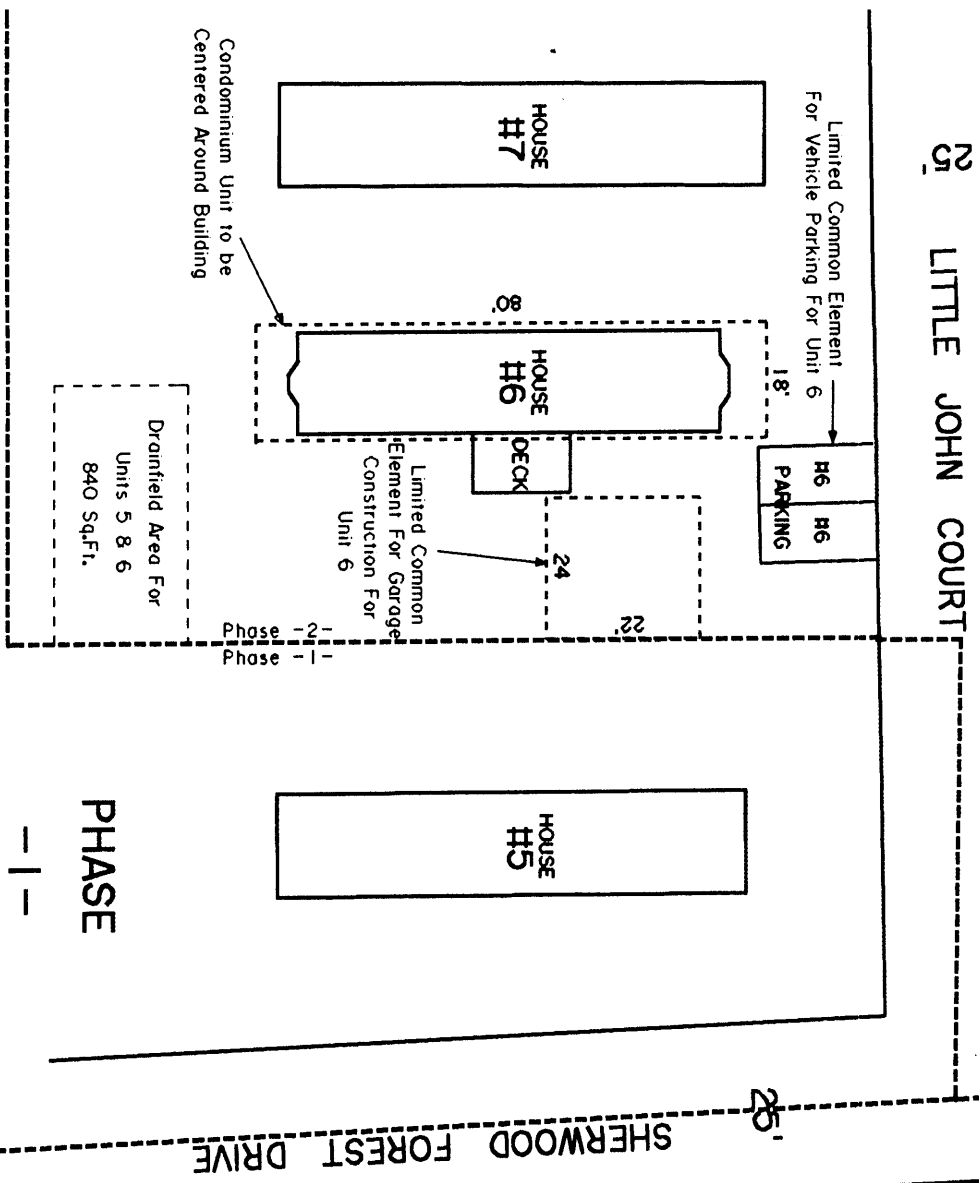 25'
LITTLE JOHN COURT
Limited Common Element
For Vehicle Parking For Unit 6
HOUSE
#7
Condominium Unit to be
Centered Around Building
80'
18'
HOUSE
#6
#6
#6
PARKING
DECK
Limited Common
Element For Garage
Construction For
Unit 6
24
22'
Drainfield Area For
Units 5 & 6
840 Sq.Ft.
Phase -2-
Phase -1-
HOUSE
#5
PHASE
-1-
25'
SHERWOOD FOREST DRIVE